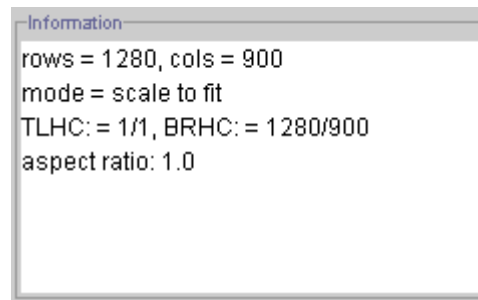 Information
rows = 1280, cols = 900
mode = scale to fit
TLHC: = 1/1, BRHC: = 1280/900
aspect ratio: 1.0